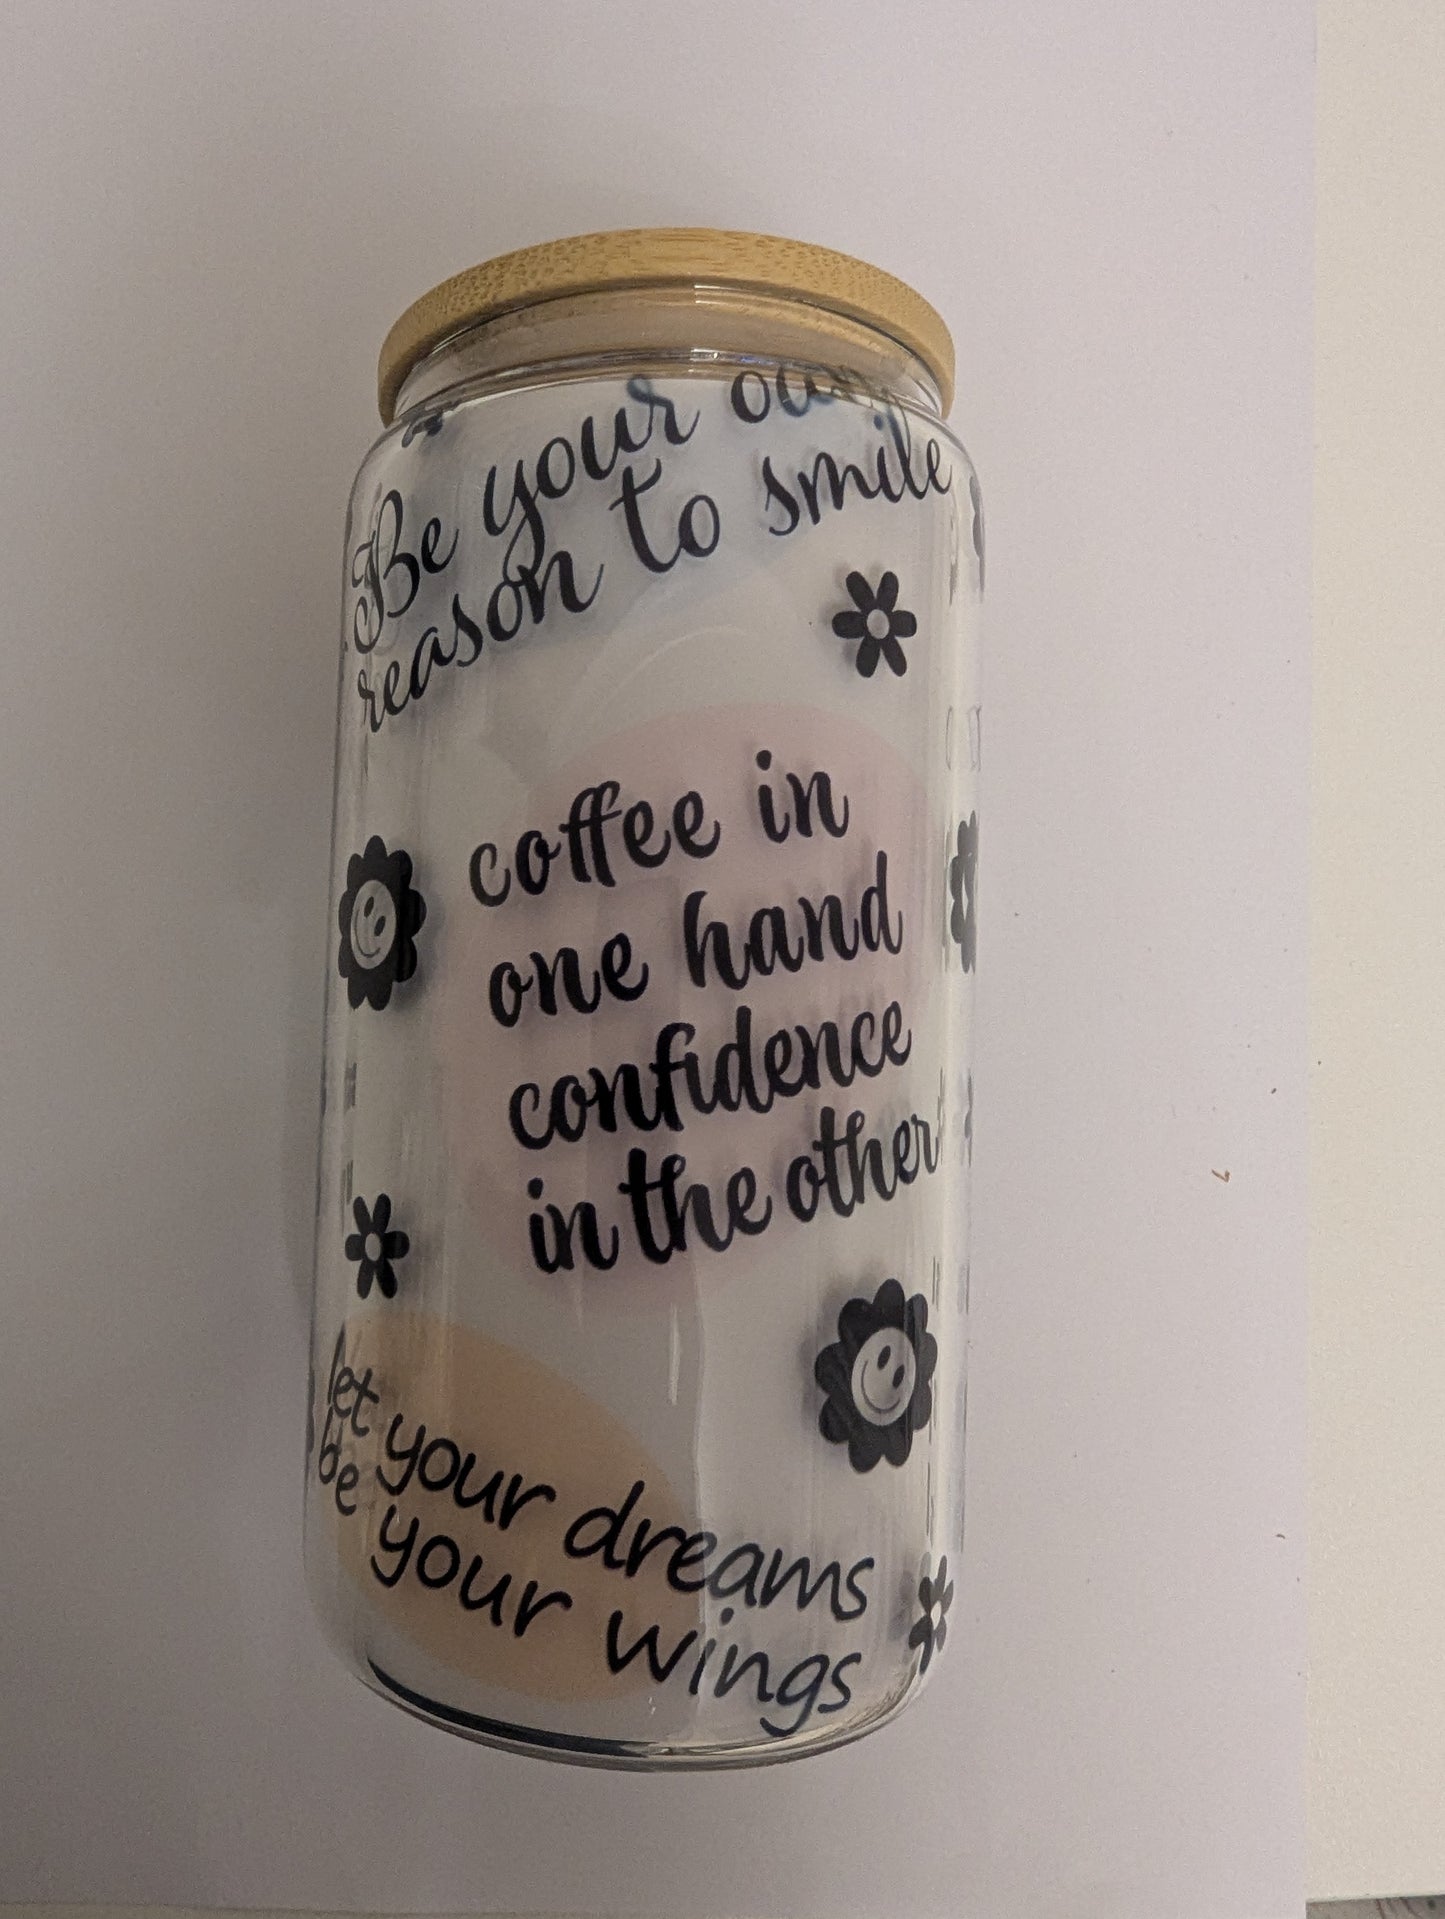 Be your own
reason to smile
coffee in
one hand
confidence
in the other
let your dreams
be your wings